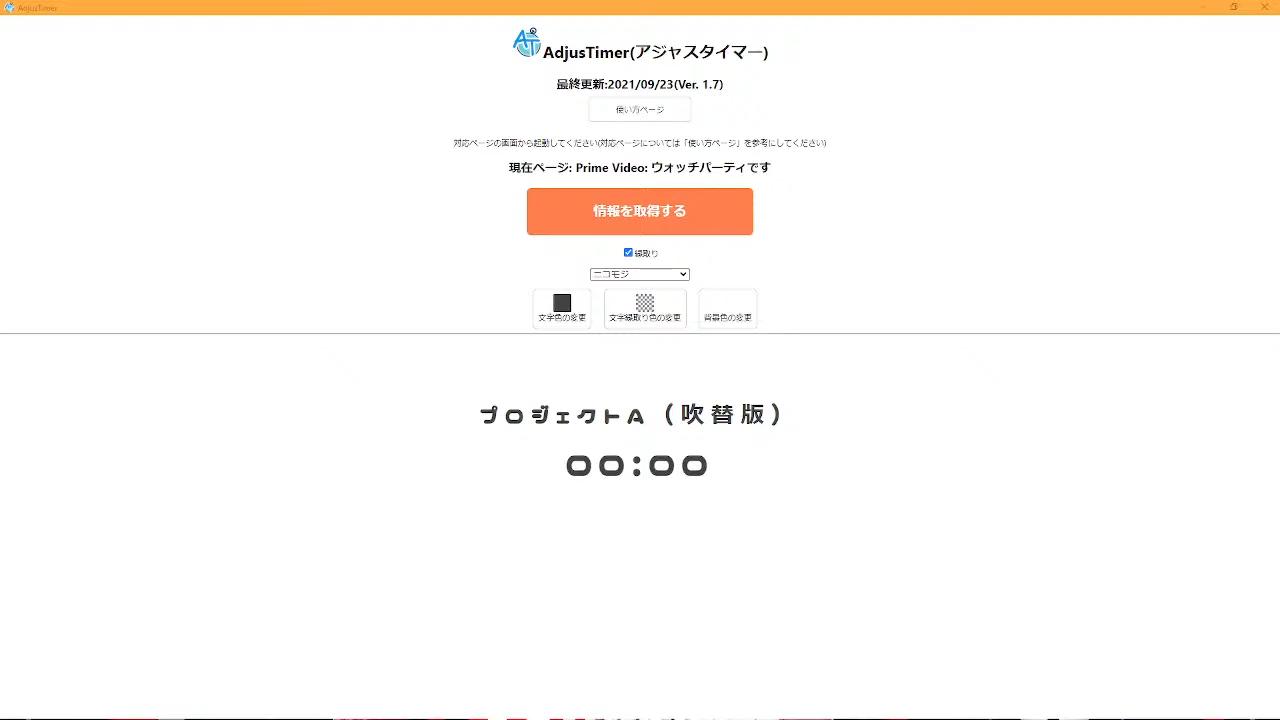 AdjusTimer
AdjusTimer(アジャスタイマー)
最終更新:2021/09/23(Ver. 1.7)
使い方ページ
対応ページの画面から起動してください(対応ページについては「使い方ページ」を参考にしてください)
現在ページ: Prime Video: ウォッチパーティです
情報を取得する
縁取り
ニコモジ
文字色の変更 文字縁取り色の変更 背景色の変更
プロジェクトA（吹替版）
00:00